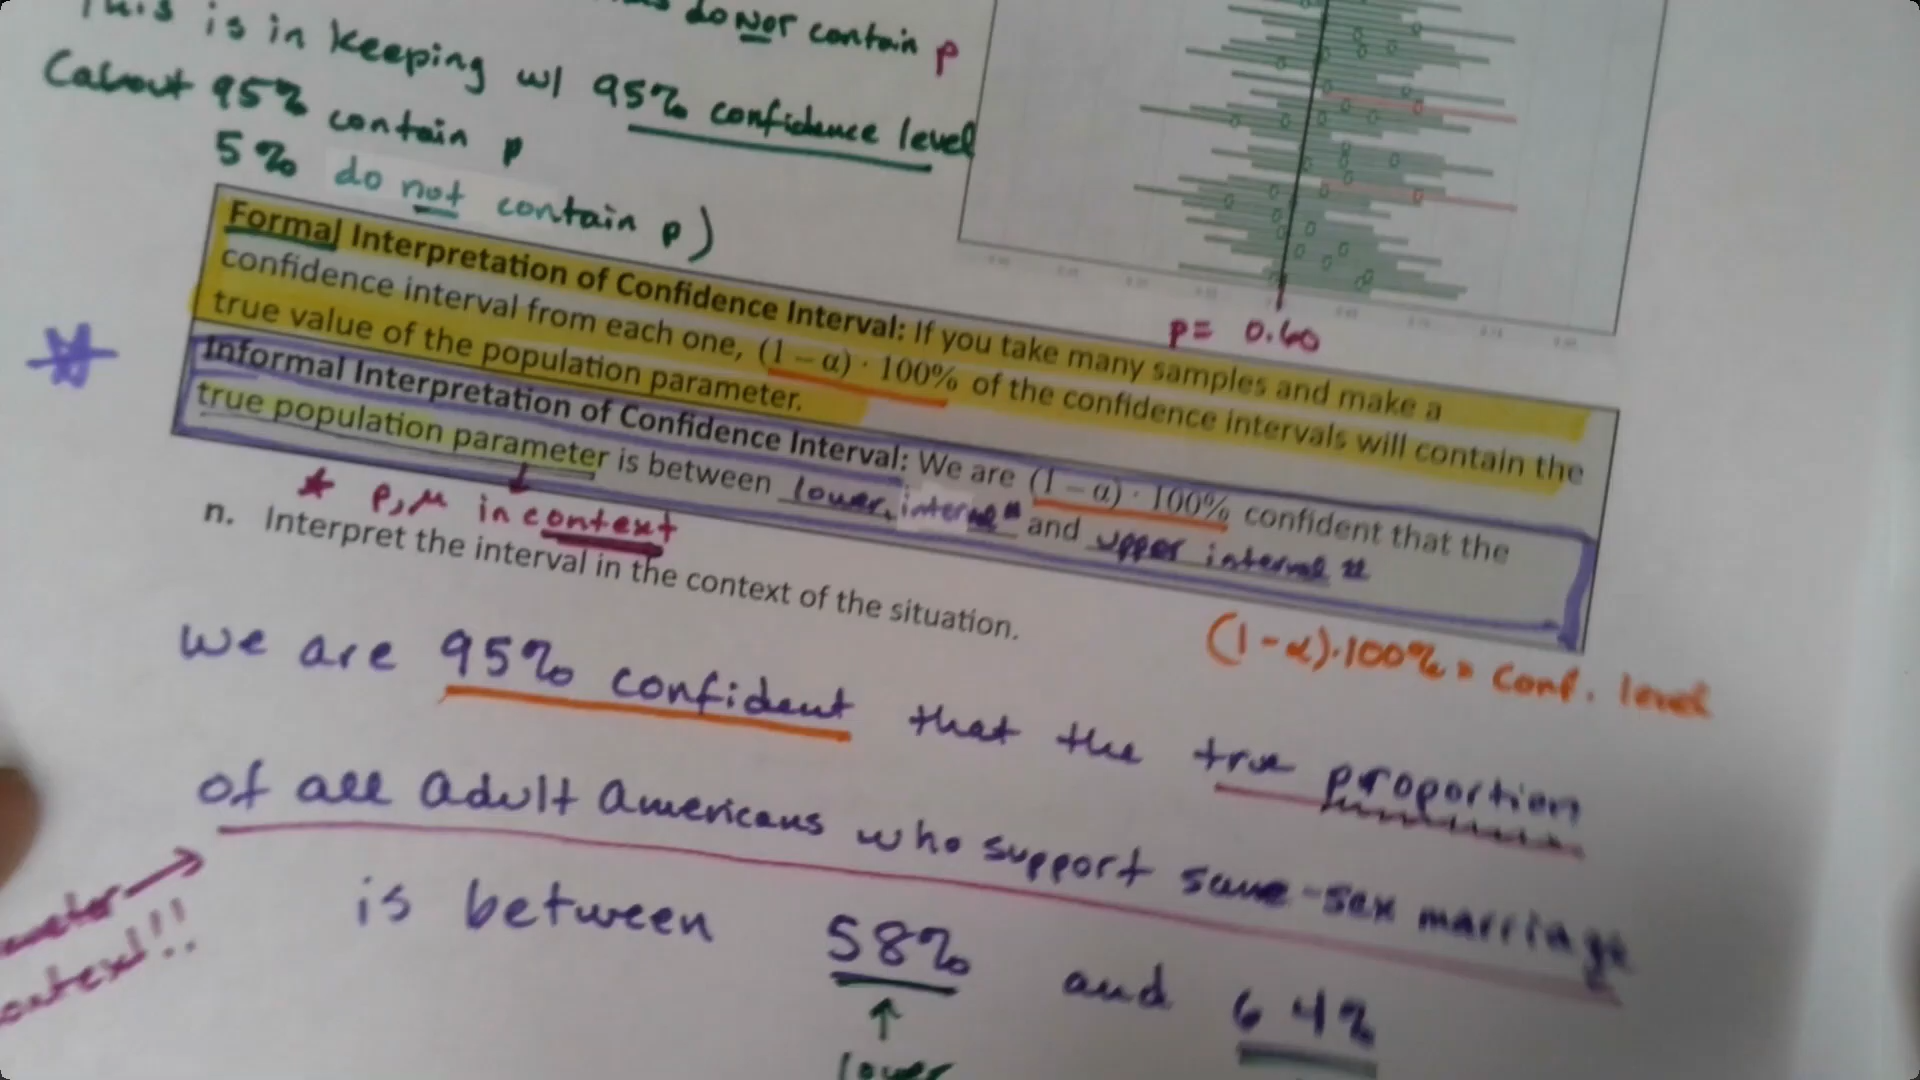 This is in keeping w/ 95% confidence level
do not contain p
(about 95% contain p
5% do not contain p)
p= 0.60
Formal Interpretation of Confidence Interval: If you take many samples and make a
confidence interval from each one, (1 − α) · 100% of the confidence intervals will contain the
true value of the population parameter.
Informal Interpretation of Confidence Interval: We are (1 − α) · 100% confident that the
true population parameter is between lower interval # and upper interval #
* p, μ in context
n. Interpret the interval in the context of the situation.
(1-α)·100% = conf. level
we are 95% confident that the true proportion
of all Adult Americans who support same-sex marriage
is between 58% and 64%
↑
lower